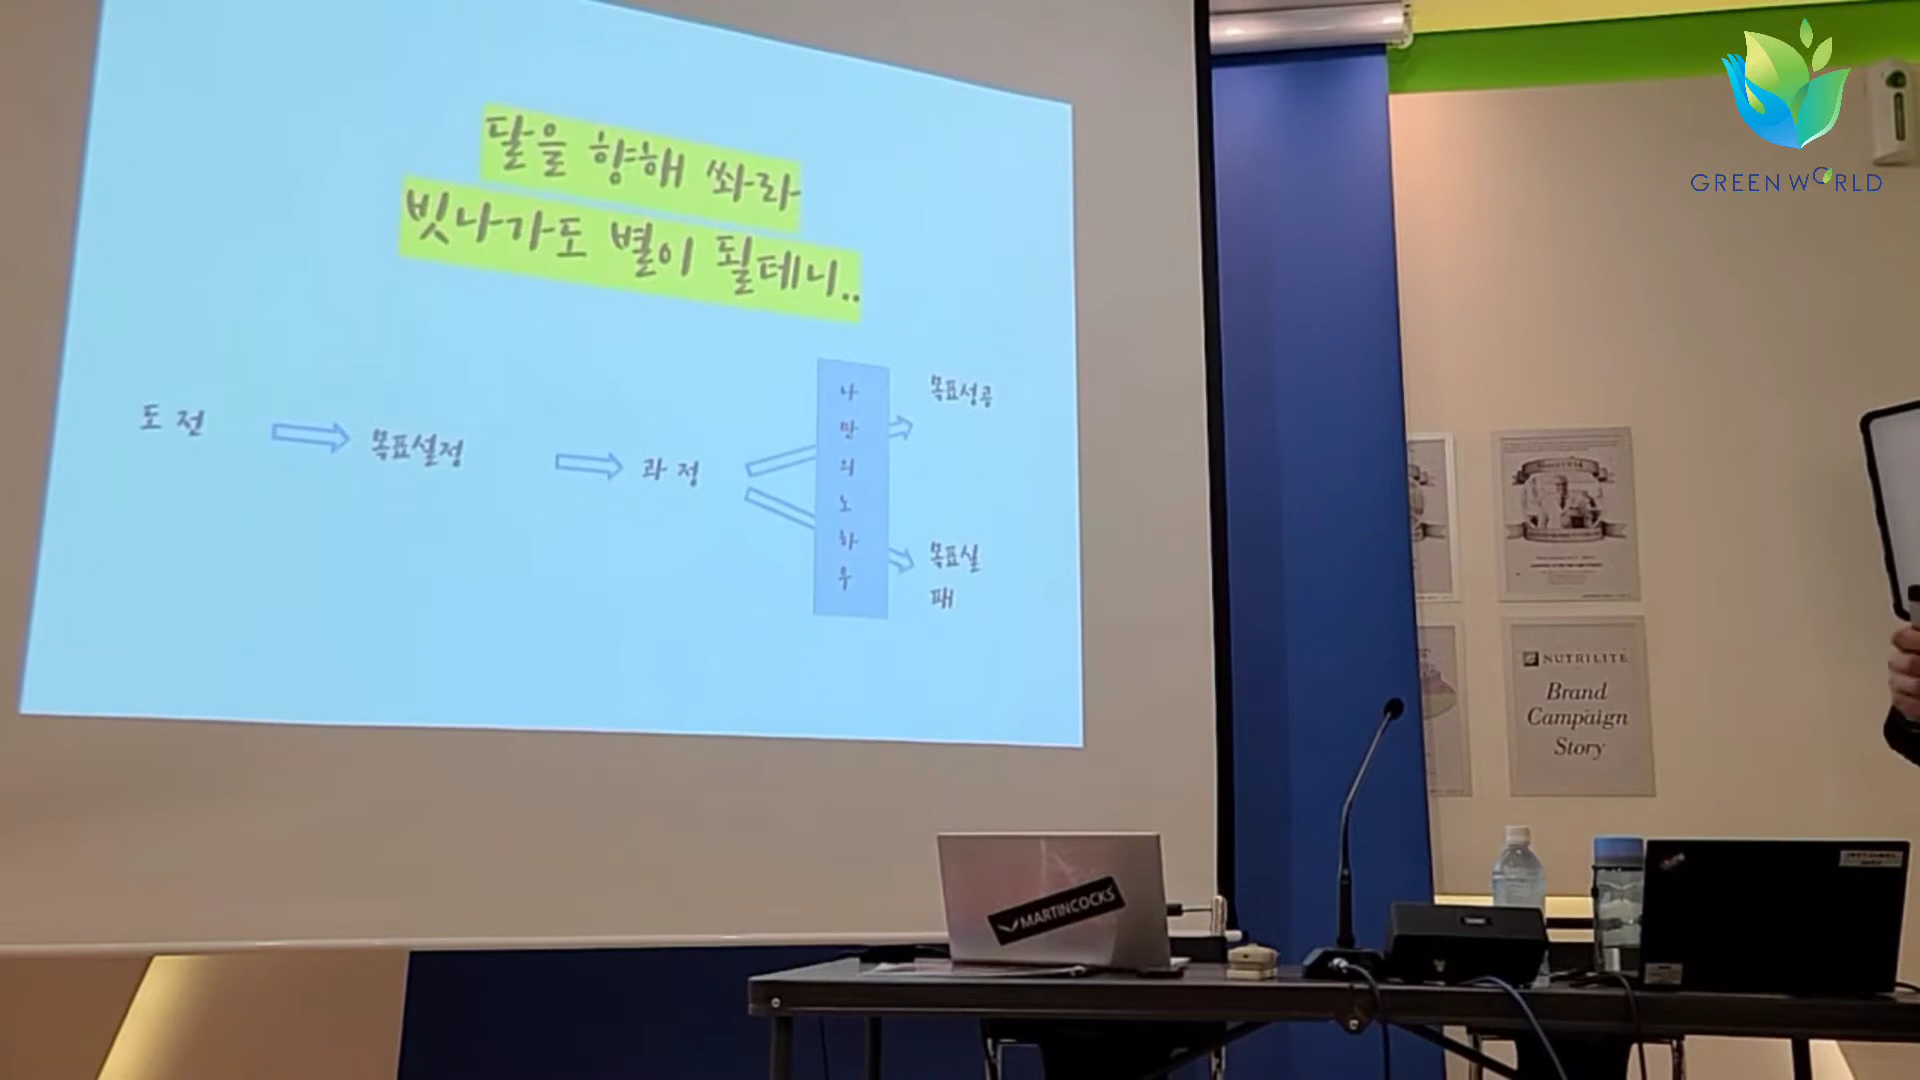 달을 향해 쏴라
빗나가도 별이 될테니..
도 전
목표설정
과 정
나
만
의
노
하
우
목표성공
목표실
패
GREEN WORLD
NUTRILITE
Brand
Campaign
Story
MARTINCOCKS